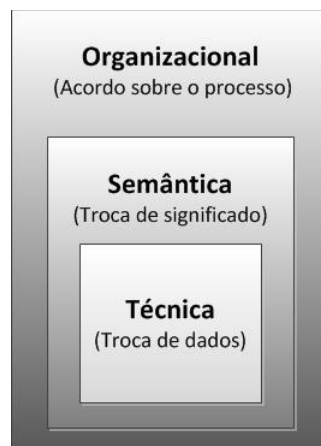 Organizacional
(Acordo sobre o processo)
Semântica
(Troca de significado)
Técnica
(Troca de dados)